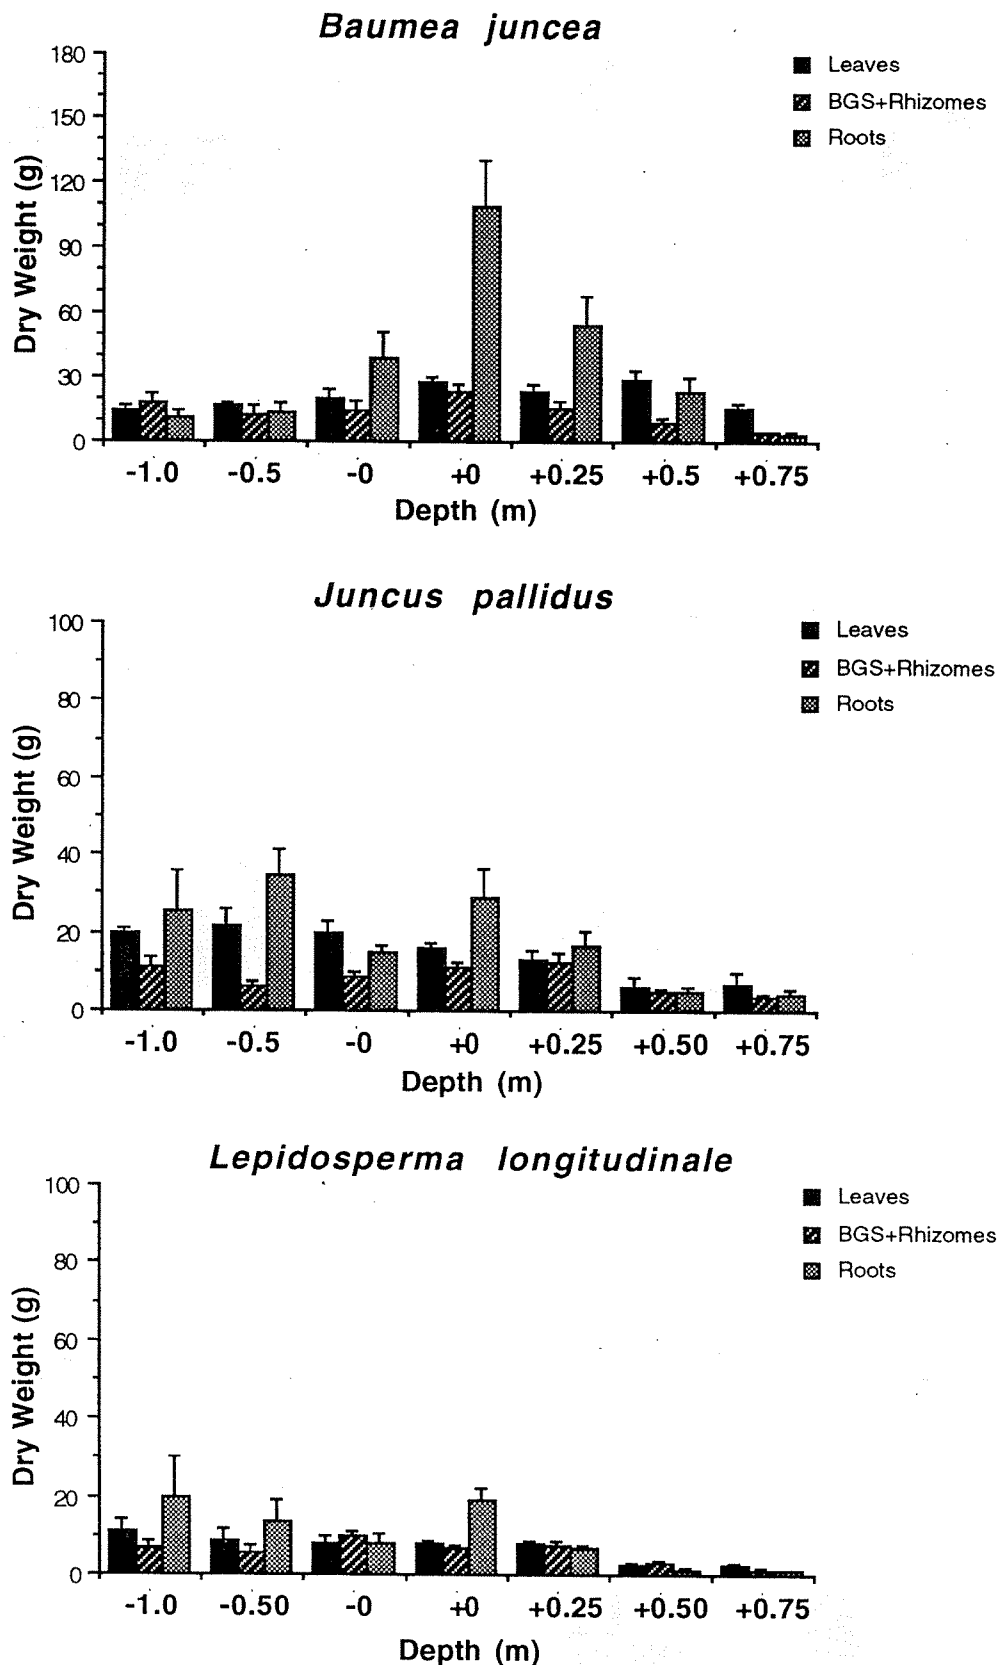 Baumea juncea
180
150
120
90
60
30
0
Dry Weight (g)
Leaves
BGS+Rhizomes
Roots
-1.0 -0.5 -0 +0 +0.25 +0.5 +0.75
Depth (m)
Juncus pallidus
100
80
60
40
20
0
Dry Weight (g)
Leaves
BGS+Rhizomes
Roots
-1.0 -0.5 -0 +0 +0.25 +0.50 +0.75
Depth (m)
Lepidosperma longitudinale
100
80
60
40
20
0
Dry Weight (g)
Leaves
BGS+Rhizomes
Roots
-1.0 -0.50 -0 +0 +0.25 +0.50 +0.75
Depth (m)